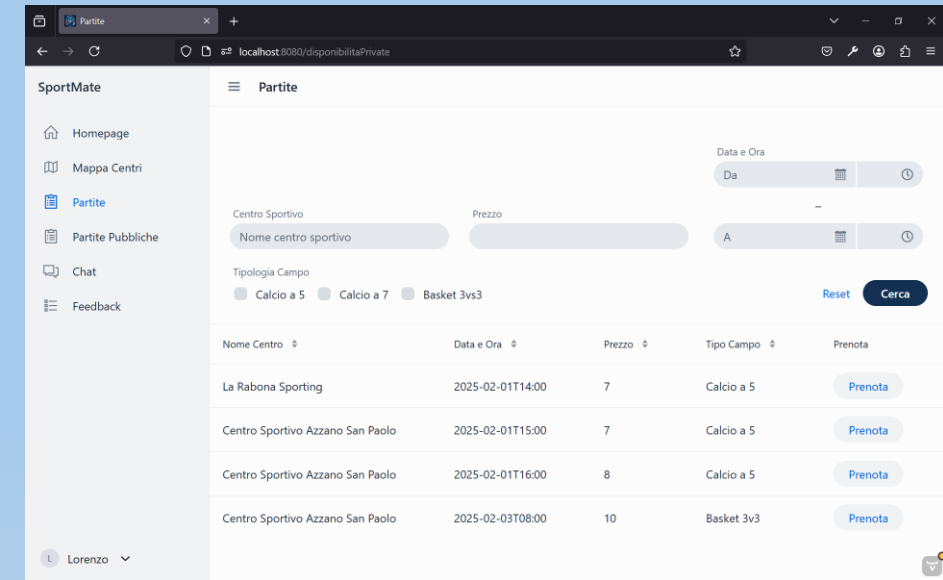 Partite
localhost:8080/disponibilitaPrivate
SportMate
Partite
Homepage
Mappa Centri
Partite
Partite Pubbliche
Chat
Feedback
Data e Ora
Da
–
Centro Sportivo
Prezzo
Nome centro sportivo
A
Tipologia Campo
Calcio a 5
Calcio a 7
Basket 3vs3
Reset
Cerca
Nome Centro Data e Ora Prezzo Tipo Campo Prenota
La Rabona Sporting 2025-02-01T14:00 7 Calcio a 5 Prenota
Centro Sportivo Azzano San Paolo 2025-02-01T15:00 7 Calcio a 5 Prenota
Centro Sportivo Azzano San Paolo 2025-02-01T16:00 8 Calcio a 5 Prenota
Centro Sportivo Azzano San Paolo 2025-02-03T08:00 10 Basket 3v3 Prenota
L Lorenzo